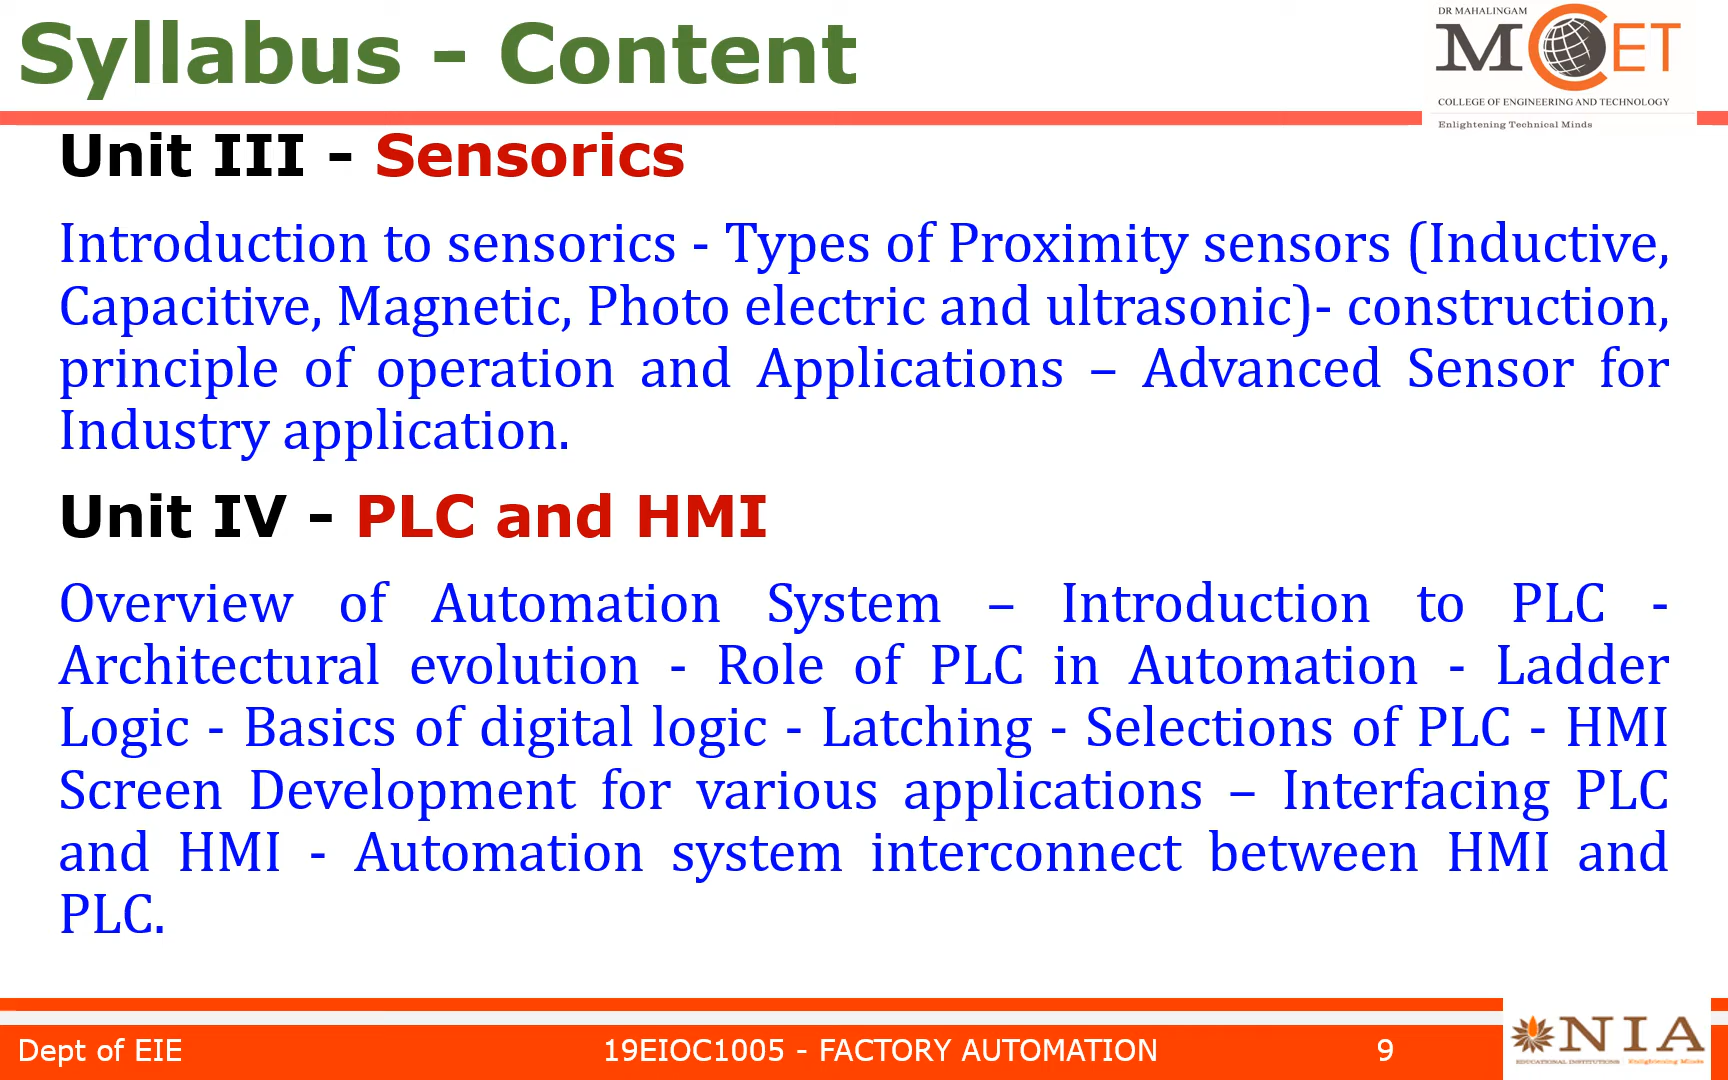 Syllabus - Content
DR MAHALINGAM
MCET
COLLEGE OF ENGINEERING AND TECHNOLOGY
Enlightening Technical Minds
Unit III - Sensorics
Introduction to sensorics - Types of Proximity sensors (Inductive,
Capacitive, Magnetic, Photo electric and ultrasonic)- construction,
principle of operation and Applications – Advanced Sensor for
Industry application.
Unit IV - PLC and HMI
Overview of Automation System – Introduction to PLC -
Architectural evolution - Role of PLC in Automation - Ladder
Logic - Basics of digital logic - Latching - Selections of PLC - HMI
Screen Development for various applications – Interfacing PLC
and HMI - Automation system interconnect between HMI and
PLC.
Dept of EIE
19EIOC1005 - FACTORY AUTOMATION
9
NIA
EDUCATIONAL INSTITUTIONS Enlightening Minds